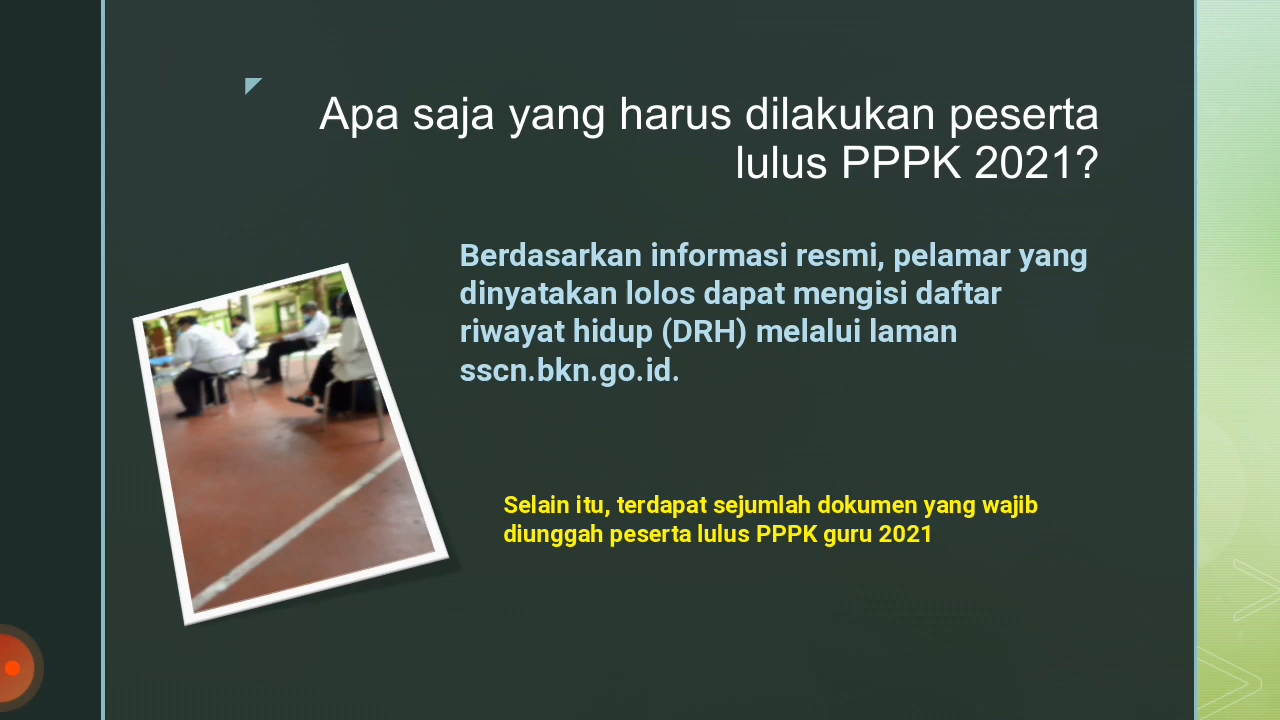 Apa saja yang harus dilakukan peserta
lulus PPPK 2021?
Berdasarkan informasi resmi, pelamar yang
dinyatakan lolos dapat mengisi daftar
riwayat hidup (DRH) melalui laman
sscn.bkn.go.id.
Selain itu, terdapat sejumlah dokumen yang wajib
diunggah peserta lulus PPPK guru 2021